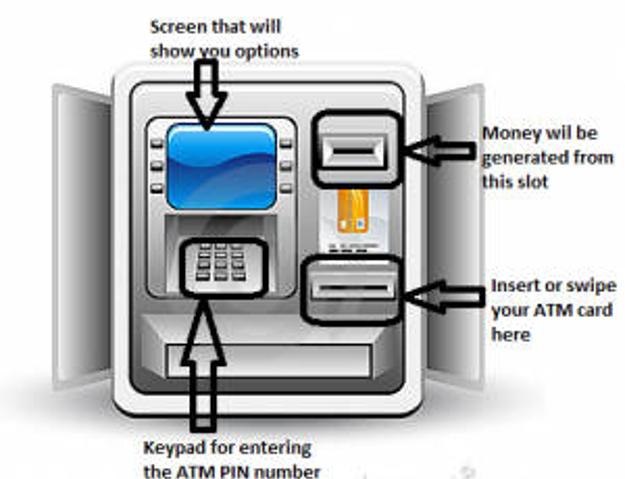 Screen that will
show you options
Money wil be
generated from
this slot
Insert or swipe
your ATM card
here
Keypad for entering
the ATM PIN number